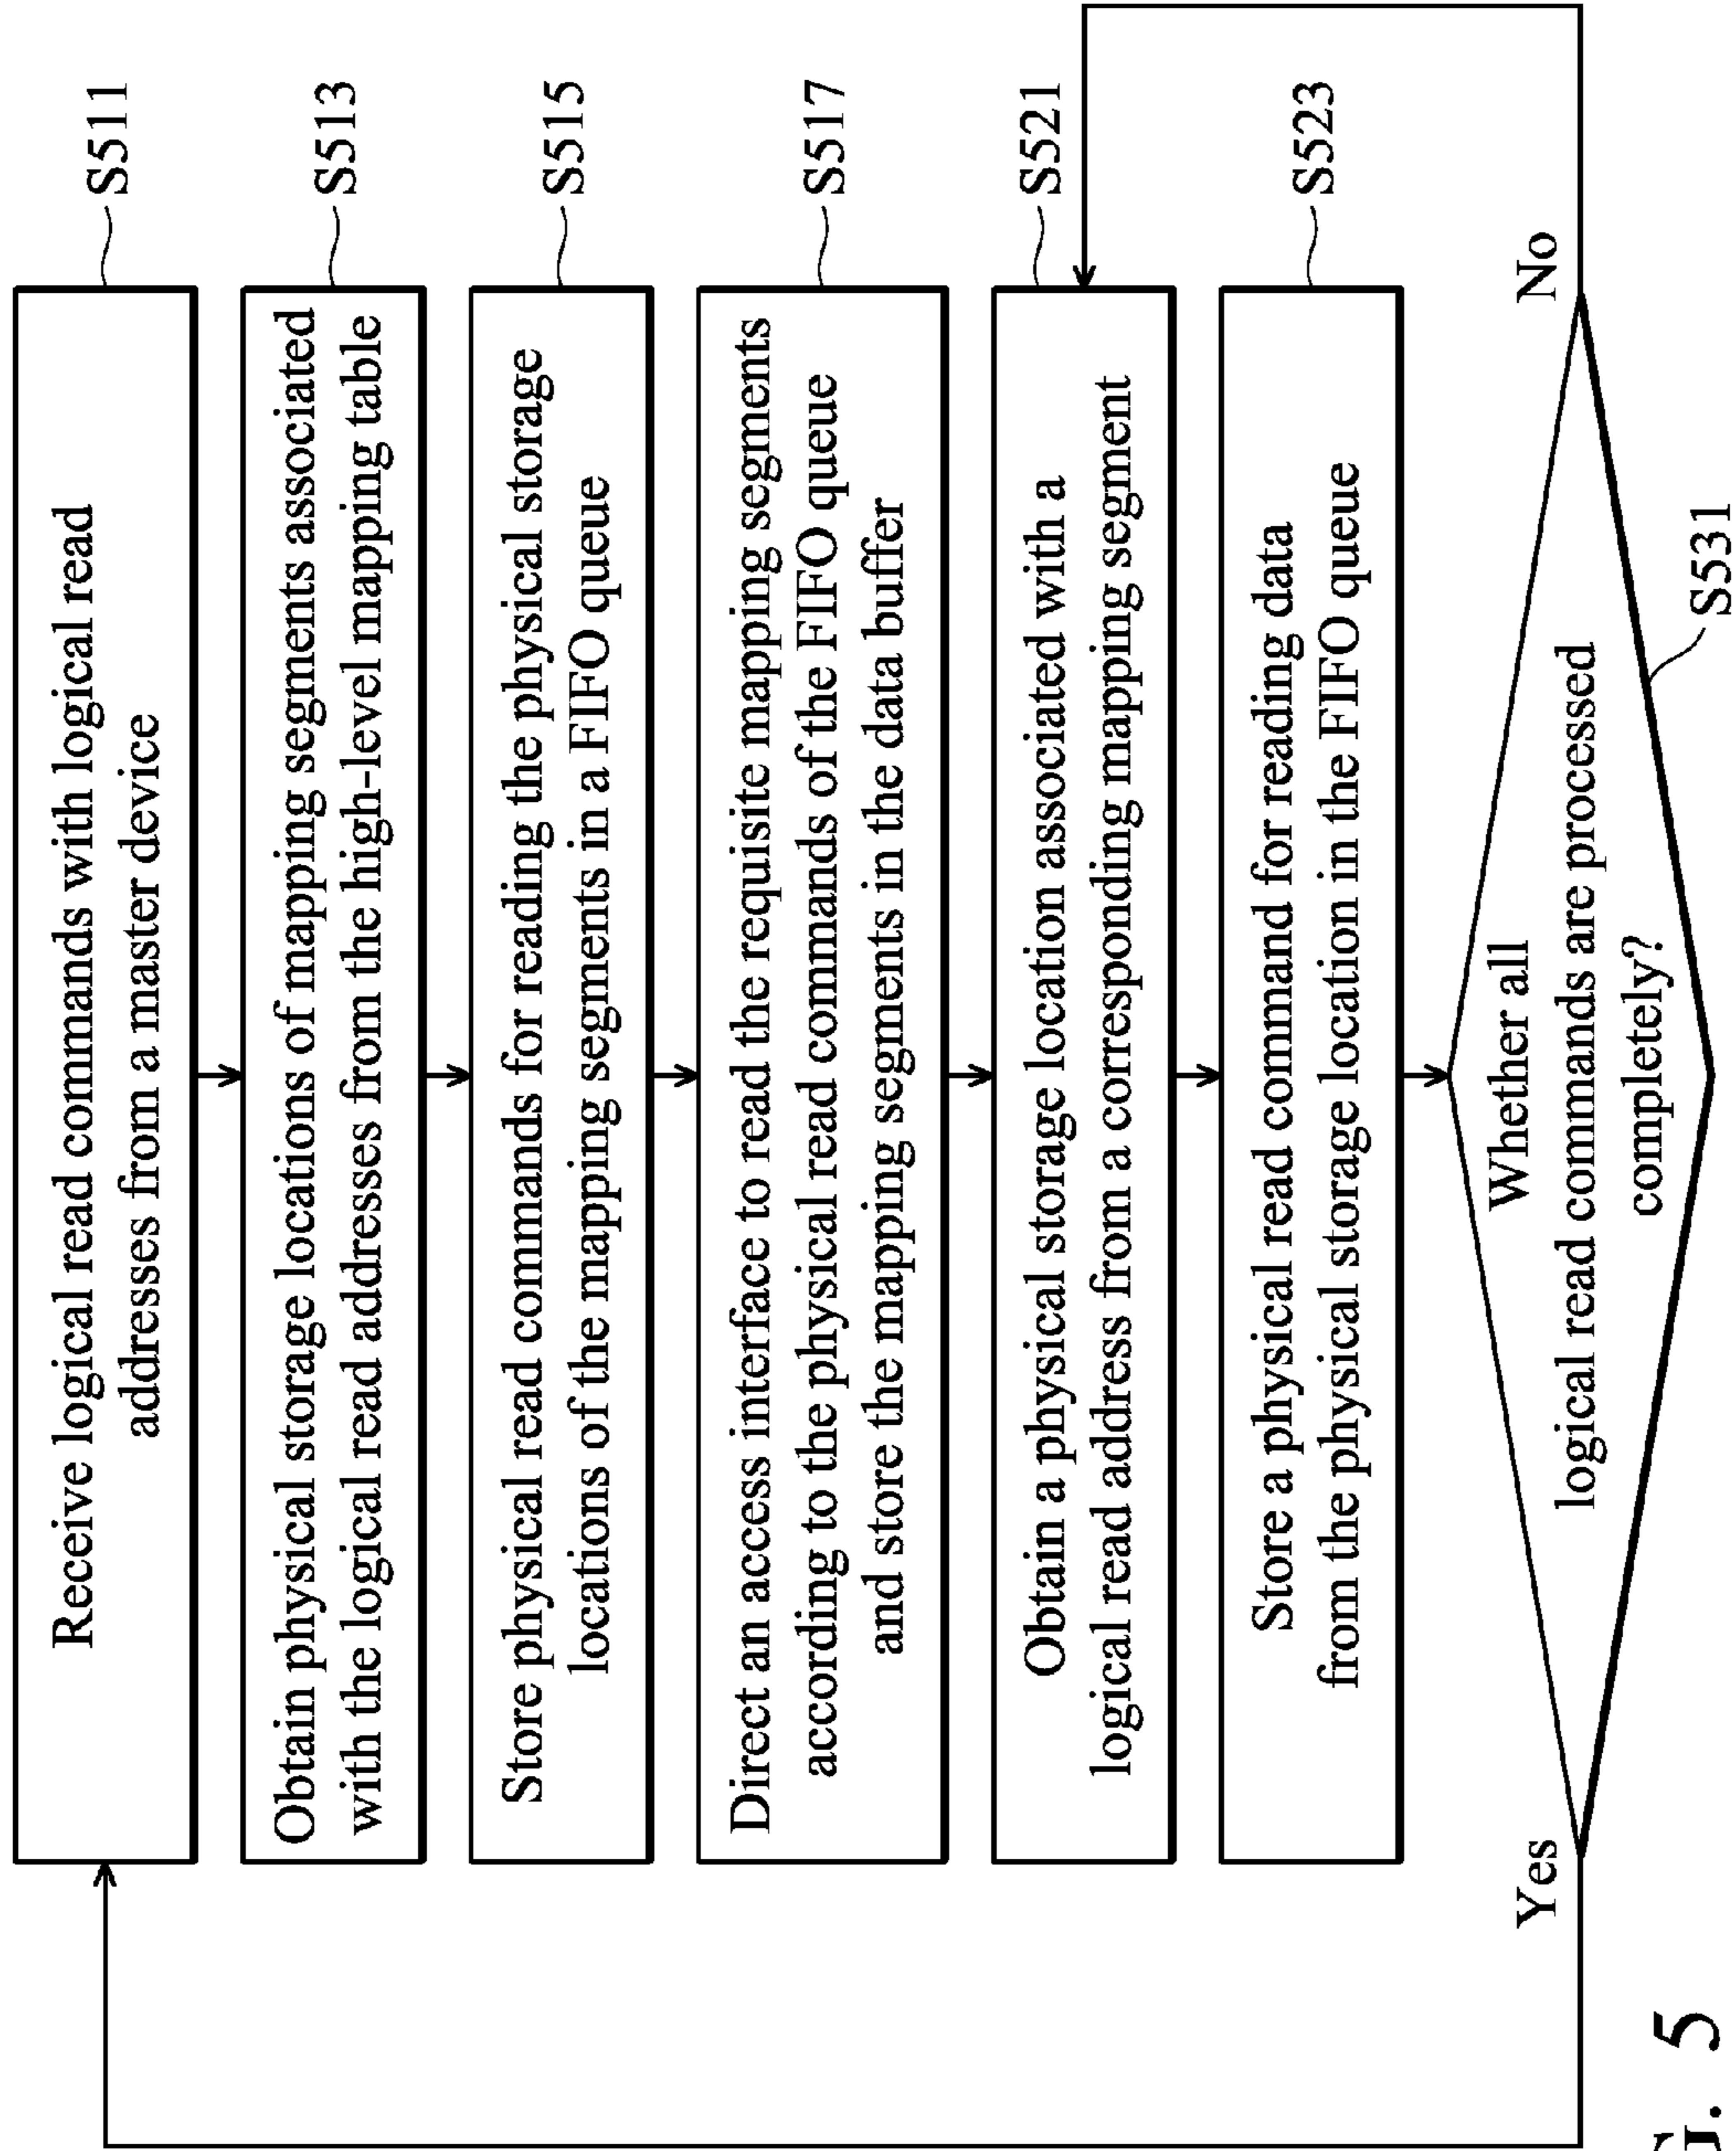 Receive logical read commands with logical read
addresses from a master device
S511
Obtain physical storage locations of mapping segments associated
with the logical read addresses from the high-level mapping table
S513
Store physical read commands for reading the physical storage
locations of the mapping segments in a FIFO queue
S515
Direct an access interface to read the requisite mapping segments
according to the physical read commands of the FIFO queue
and store the mapping segments in the data buffer
S517
Obtain a physical storage location associated with a
logical read address from a corresponding mapping segment
S521
Store a physical read command for reading data
from the physical storage location in the FIFO queue
S523
Yes
Whether all
logical read commands are processed
completely?
No
S531
G. 5